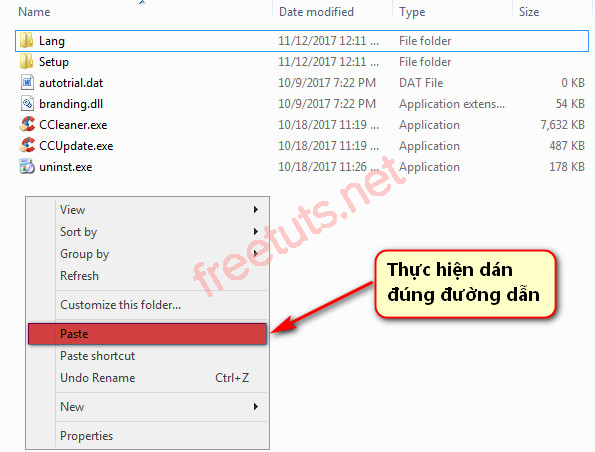 Name Date modified Type Size
Lang 11/12/2017 12:11 ... File folder
Setup 11/12/2017 12:11 ... File folder
autotrial.dat 10/9/2017 7:22 PM DAT File 0 KB
branding.dll 10/9/2017 7:22 PM Application extens... 54 KB
CCleaner.exe 10/18/2017 11:19 ... Application 7,632 KB
CCUpdate.exe 10/18/2017 11:19 ... Application 487 KB
uninst.exe 10/18/2017 11:26 ... Application 178 KB
View
Sort by
Group by
Refresh
Customize this folder...
Paste
Paste shortcut
Undo Rename Ctrl+Z
New
Properties
Thực hiện dán
đúng đường dẫn
freetuts.net